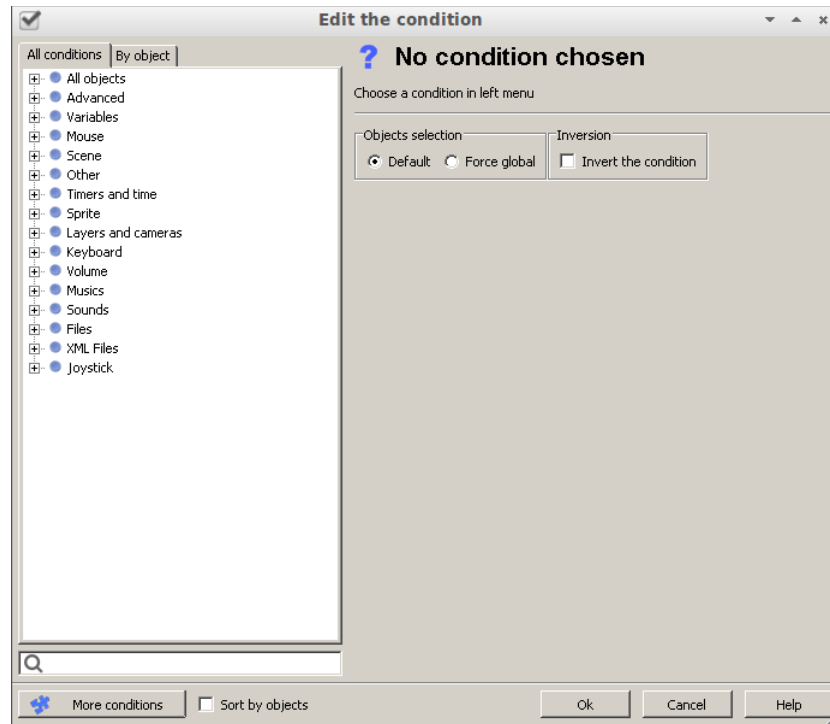 Edit the condition
All conditions By object
All objects
Advanced
Variables
Mouse
Scene
Other
Timers and time
Sprite
Layers and cameras
Keyboard
Volume
Musics
Sounds
Files
XML Files
Joystick
? No condition chosen
Choose a condition in left menu
Objects selection Inversion
Default Force global Invert the condition
More conditions Sort by objects Ok Cancel Help